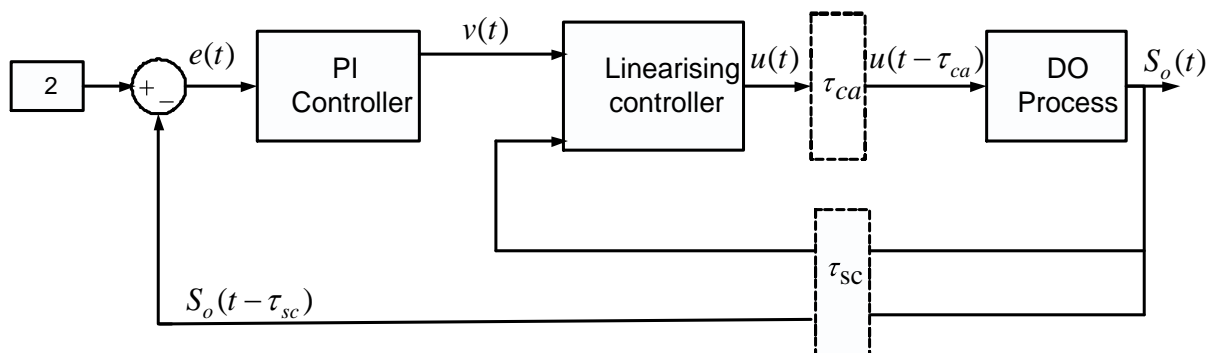 2
+
−
e(t)
PI
Controller
v(t)
Linearising
controller
u(t)
τ_ca
u(t − τ_ca)
DO
Process
S_o(t)
τ_sc
S_o(t − τ_sc)